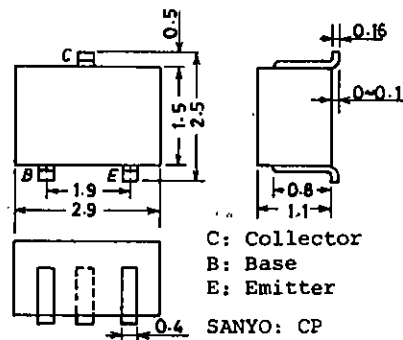 0.5
C
0.16
1.5
2.5
0~0.1
B
E
1.9
2.9
0.8
1.1
C: Collector
B: Base
E: Emitter
0.4
SANYO: CP